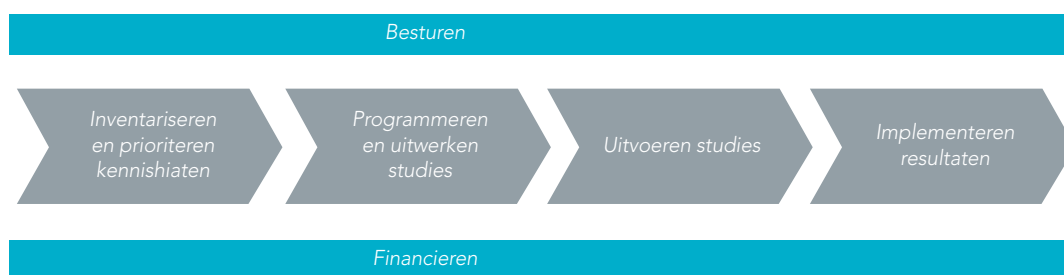 Besturen
Inventariseren
en prioriteren
kennishiaten
Programmeren
en uitwerken
studies
Uitvoeren studies
Implementeren
resultaten
Financieren